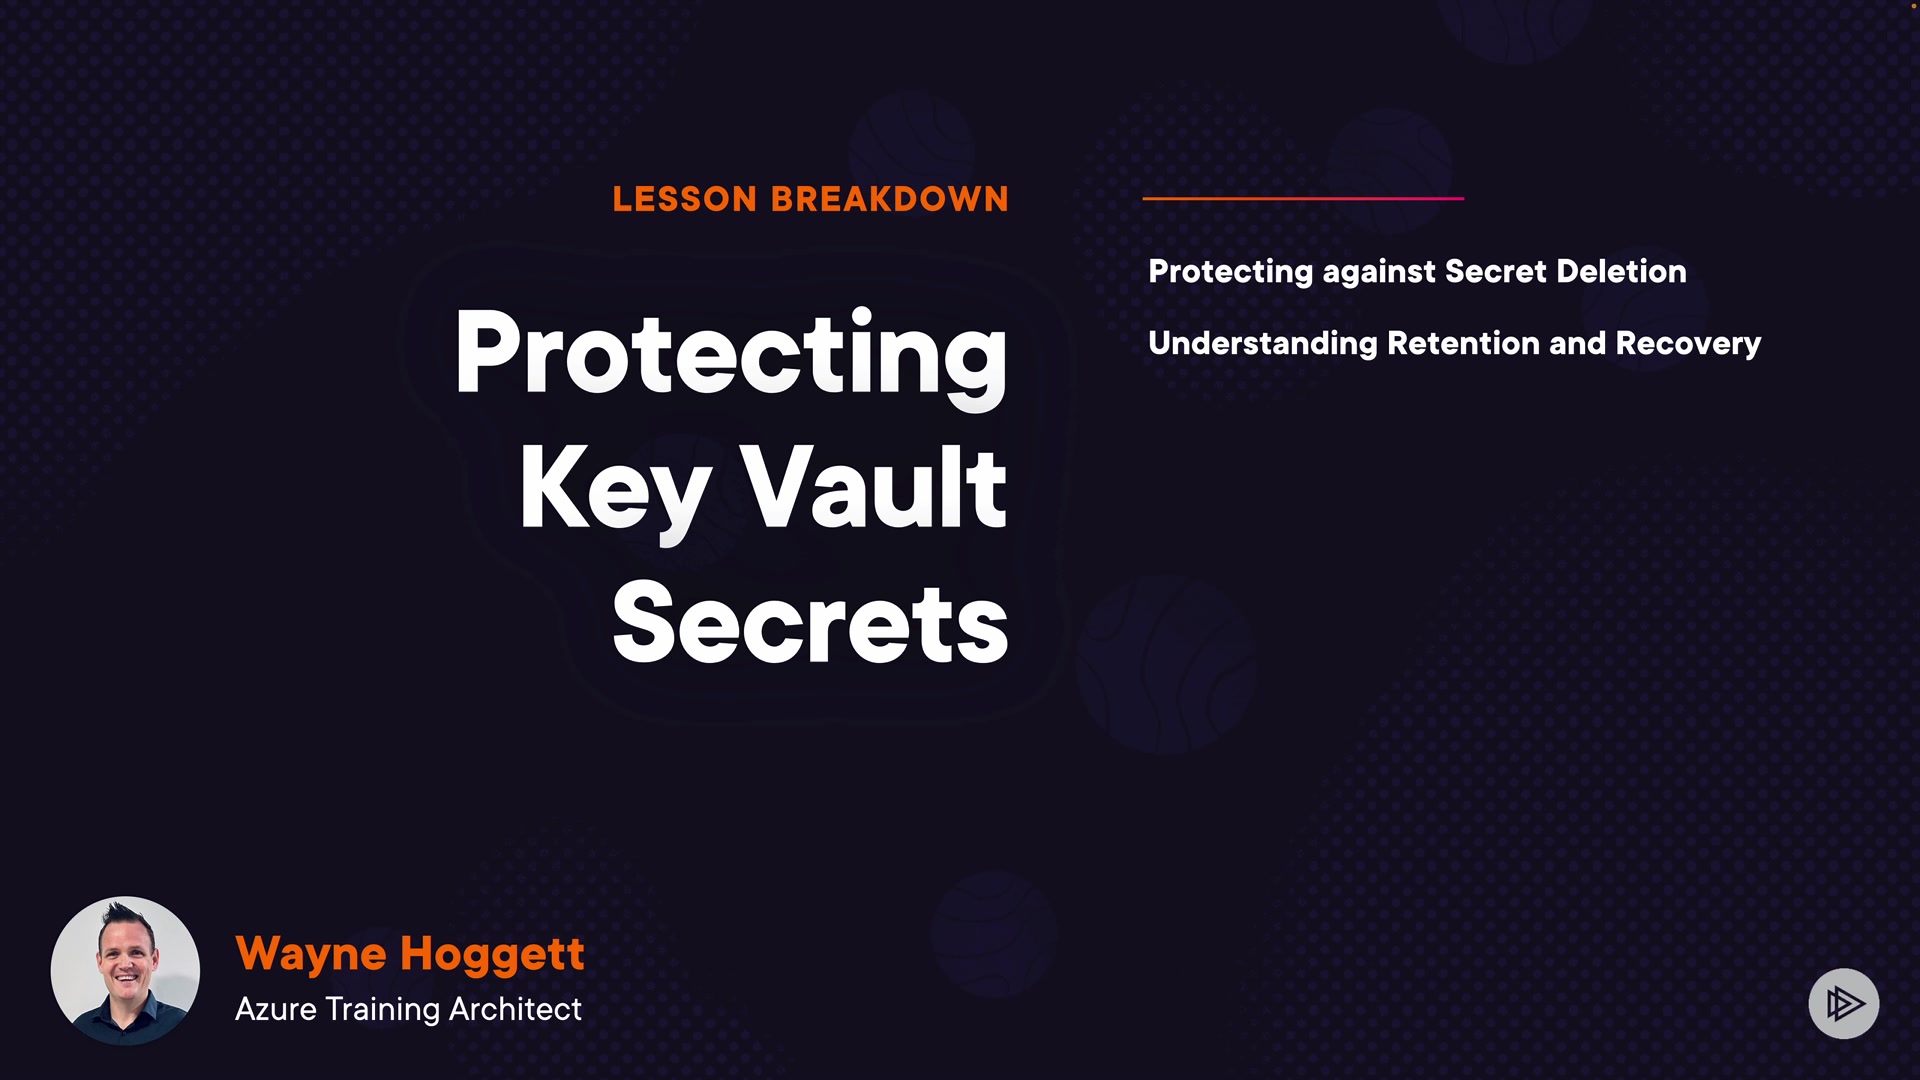 LESSON BREAKDOWN
Protecting
Key Vault
Secrets
Protecting against Secret Deletion
Understanding Retention and Recovery
Wayne Hoggett
Azure Training Architect